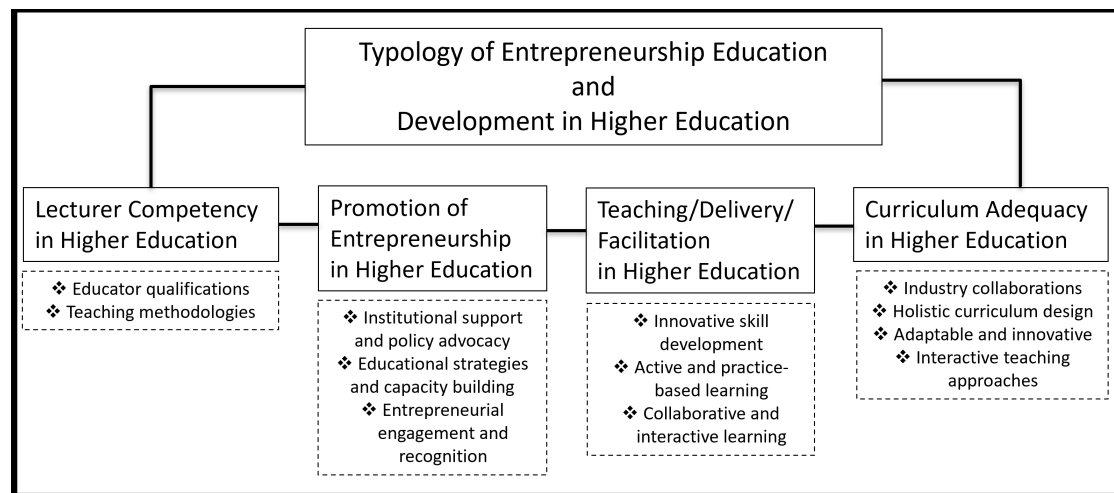 Typology of Entrepreneurship Education
and
Development in Higher Education
Lecturer Competency
in Higher Education
❖ Educator qualifications
❖ Teaching methodologies
Promotion of
Entrepreneurship
in Higher Education
❖ Institutional support
and policy advocacy
❖ Educational strategies
and capacity building
❖ Entrepreneurial
engagement and
recognition
Teaching/Delivery/
Facilitation
in Higher Education
❖ Innovative skill
development
❖ Active and practice-
based learning
❖ Collaborative and
interactive learning
Curriculum Adequacy
in Higher Education
❖ Industry collaborations
❖ Holistic curriculum design
❖ Adaptable and innovative
❖ Interactive teaching
approaches